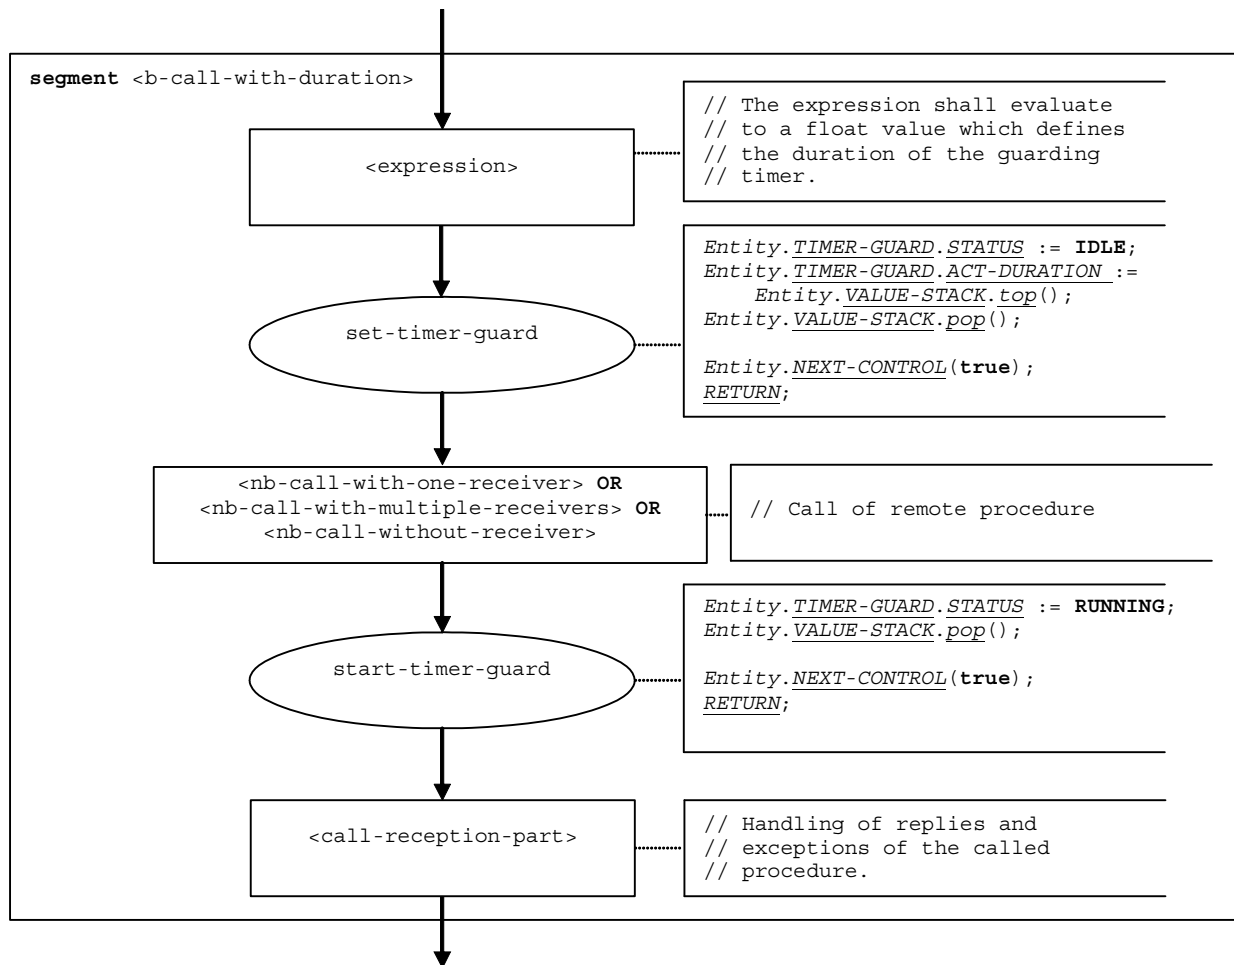 segment <b-call-with-duration>
<expression>
// The expression shall evaluate
// to a float value which defines
// the duration of the guarding
// timer.
set-timer-guard
Entity.TIMER-GUARD.STATUS := IDLE;
Entity.TIMER-GUARD.ACT-DURATION :=
Entity.VALUE-STACK.top();
Entity.VALUE-STACK.pop();
Entity.NEXT-CONTROL(true);
RETURN;
<nb-call-with-one-receiver> OR
<nb-call-with-multiple-receivers> OR
<nb-call-without-receiver>
// Call of remote procedure
start-timer-guard
Entity.TIMER-GUARD.STATUS := RUNNING;
Entity.VALUE-STACK.pop();
Entity.NEXT-CONTROL(true);
RETURN;
<call-reception-part>
// Handling of replies and
// exceptions of the called
// procedure.